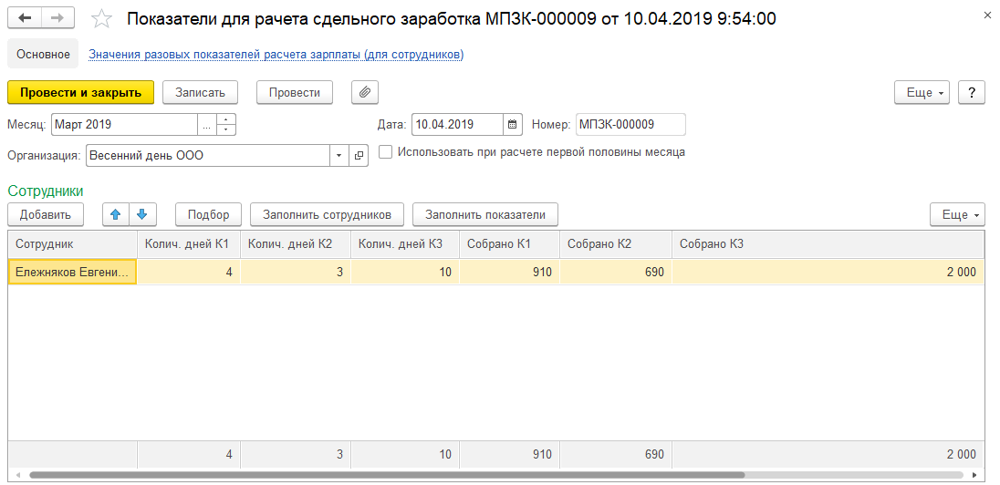 Показатели для рачета сдельного заработка МПЗК-000009 от 10.04.2019 9:54:00
Основное Значения разовых показателей расчета зарплаты (для сотрудников)
Провести и закрыть Записать Провести Еще ?
Месяц: Март 2019 ... Дата: 10.04.2019 Номер: МПЗК-000009
Организация: Весенний день ООО Использовать при расчете первой половины месяца
Сотрудники
Добавить Подбор Заполнить сотрудников Заполнить показатели Еще
Сотрудник Колич. дней К1 Колич. дней К2 Колич. дней К3 Собрано К1 Собрано К2 Собрано К3
Ележняков Евгени... 4 3 10 910 690 2 000
4 3 10 910 690 2 000